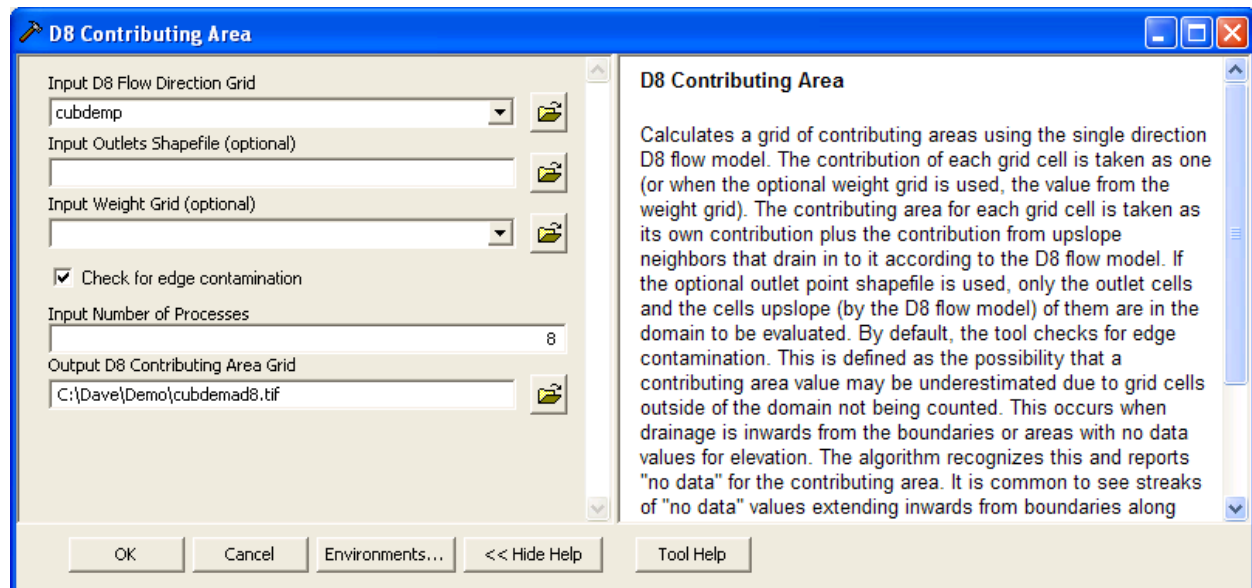 D8 Contributing Area
Input D8 Flow Direction Grid
cubdemp
Input Outlets Shapefile (optional)
Input Weight Grid (optional)
Check for edge contamination
Input Number of Processes
8
Output D8 Contributing Area Grid
C:\Dave\Demo\cubdemad8.tif
D8 Contributing Area
Calculates a grid of contributing areas using the single direction
D8 flow model. The contribution of each grid cell is taken as one
(or when the optional weight grid is used, the value from the
weight grid). The contributing area for each grid cell is taken as
its own contribution plus the contribution from upslope
neighbors that drain in to it according to the D8 flow model. If
the optional outlet point shapefile is used, only the outlet cells
and the cells upslope (by the D8 flow model) of them are in the
domain to be evaluated. By default, the tool checks for edge
contamination. This is defined as the possibility that a
contributing area value may be underestimated due to grid cells
outside of the domain not being counted. This occurs when
drainage is inwards from the boundaries or areas with no data
values for elevation. The algorithm recognizes this and reports
"no data" for the contributing area. It is common to see streaks
of "no data" values extending inwards from boundaries along
OK
Cancel
Environments...
<< Hide Help
Tool Help